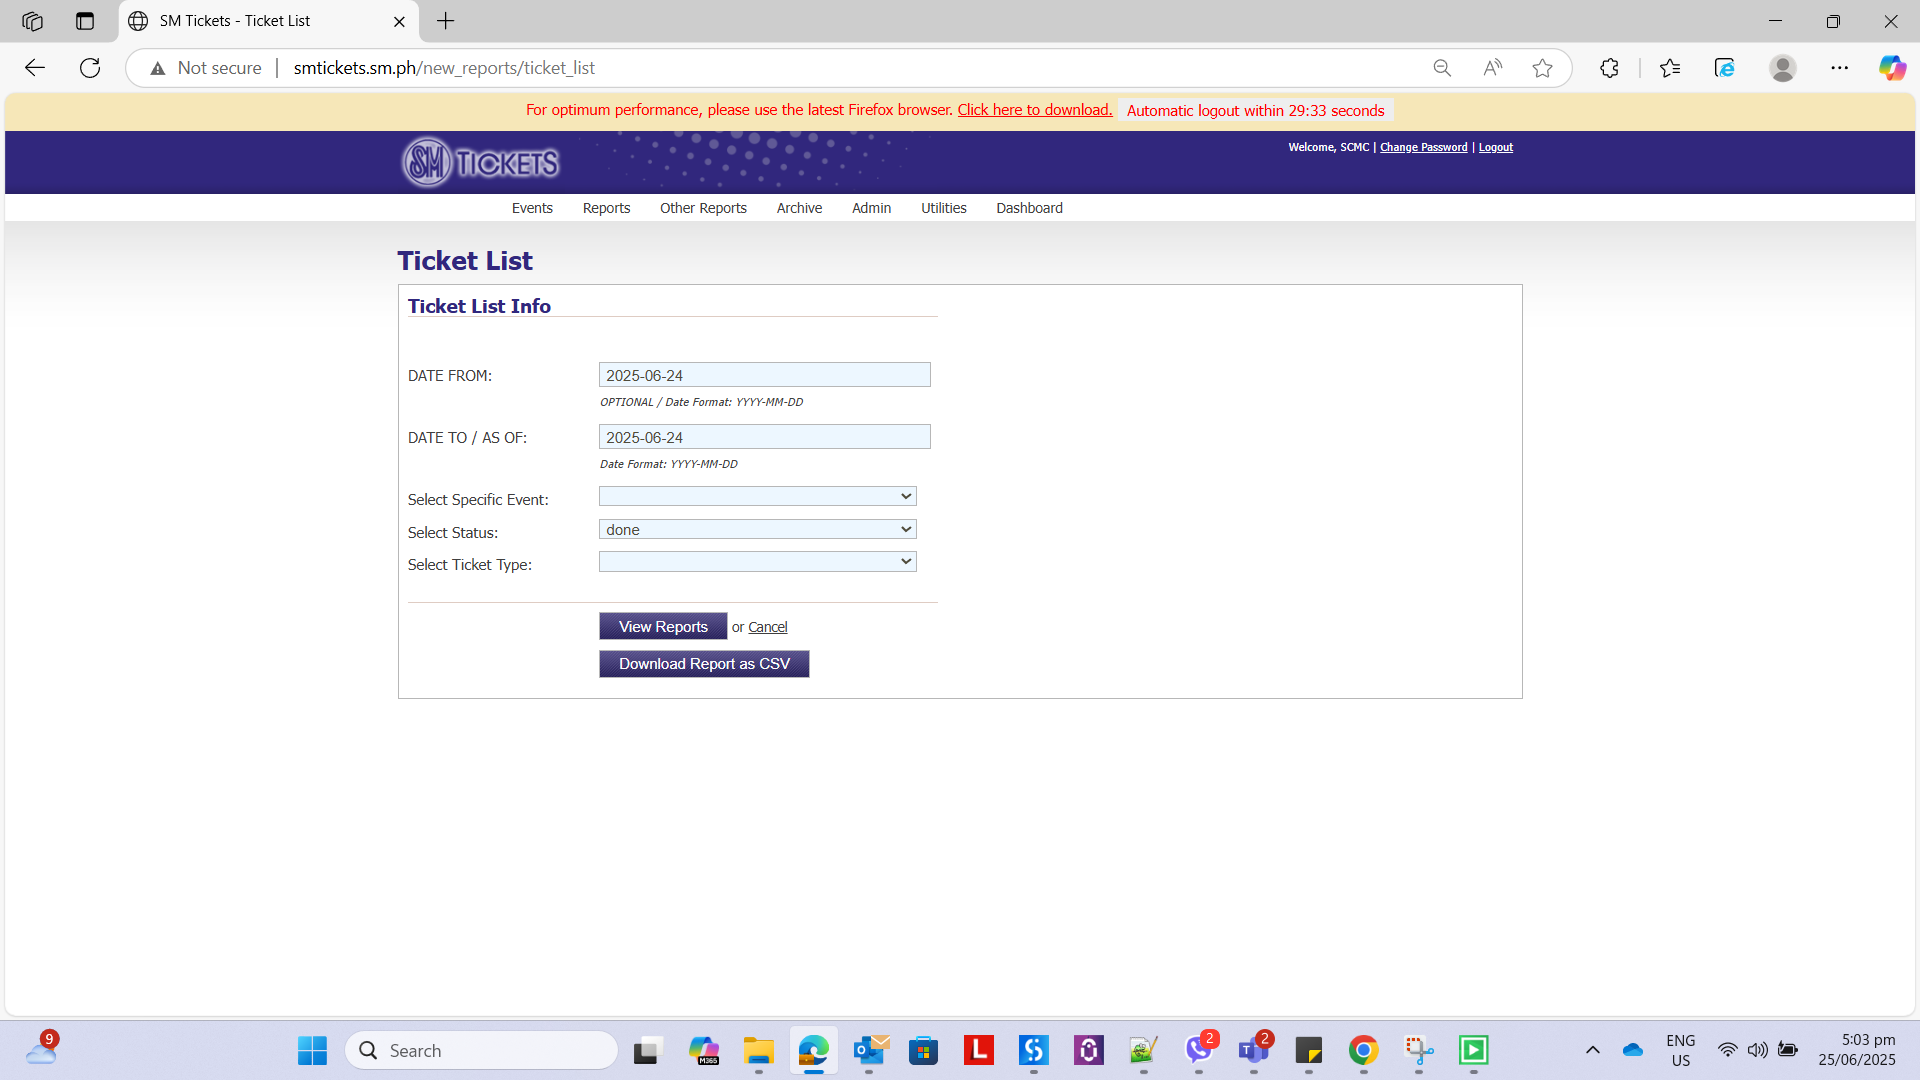 SM Tickets - Ticket List
Not secure
smtickets.sm.ph/new_reports/ticket_list
For optimum performance, please use the latest Firefox browser. Click here to download. Automatic logout within 29:33 seconds
SM TICKETS
Welcome, SCMC | Change Password | Logout
Events Reports Other Reports Archive Admin Utilities Dashboard
Ticket List
Ticket List Info
DATE FROM: 2025-06-24
OPTIONAL / Date Format: YYYY-MM-DD
DATE TO / AS OF: 2025-06-24
Date Format: YYYY-MM-DD
Select Specific Event:
Select Status: done
Select Ticket Type:
View Reports or Cancel
Download Report as CSV
9
Search
M365
L
2
2
ENG
US
5:03 pm
25/06/2025